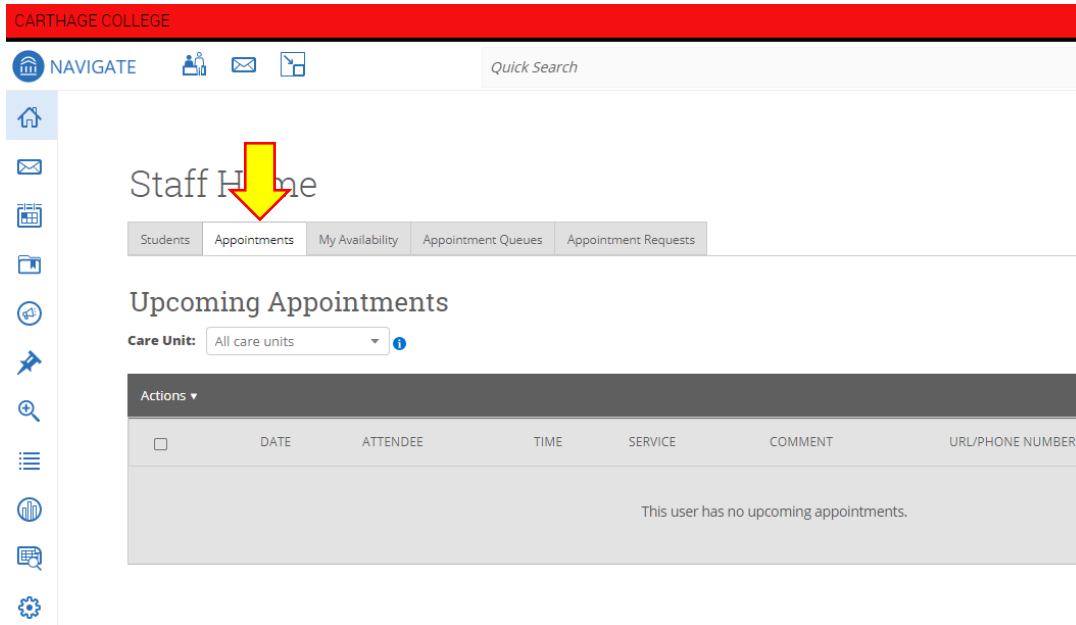 CARTHAGE COLLEGE
NAVIGATE Quick Search
Staff Home
Students Appointments My Availability Appointment Queues Appointment Requests
Upcoming Appointments
Care Unit: All care units
Actions
DATE ATTENDEE TIME SERVICE COMMENT URL/PHONE NUMBER
This user has no upcoming appointments.